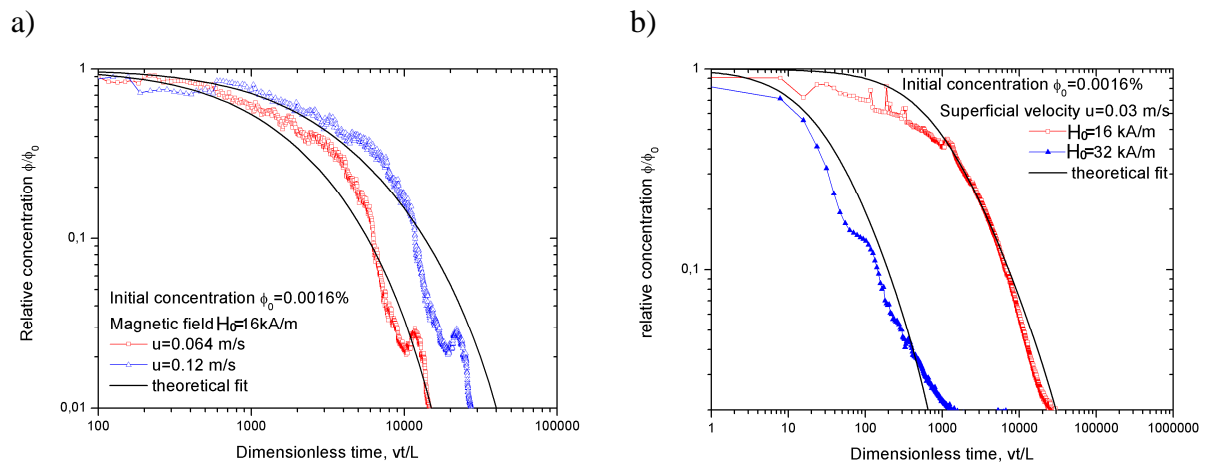 a)
1
0,1
0,01
100
1000
10000
100000
Relative concentration ϕ/ϕ₀
Dimensionless time, vt/L
Initial concentration ϕ₀=0.0016%
Magnetic field H₀=16kA/m
u=0.064 m/s
u=0.12 m/s
theoretical fit
b)
1
0,1
1
10
100
1000
10000
100000
1000000
relative concentration ϕ/ϕ₀
Dimensionless time, vt/L
Initial concentration ϕ₀=0.0016%
Superficial velocity u=0.03 m/s
H₀=16 kA/m
H₀=32 kA/m
theoretical fit